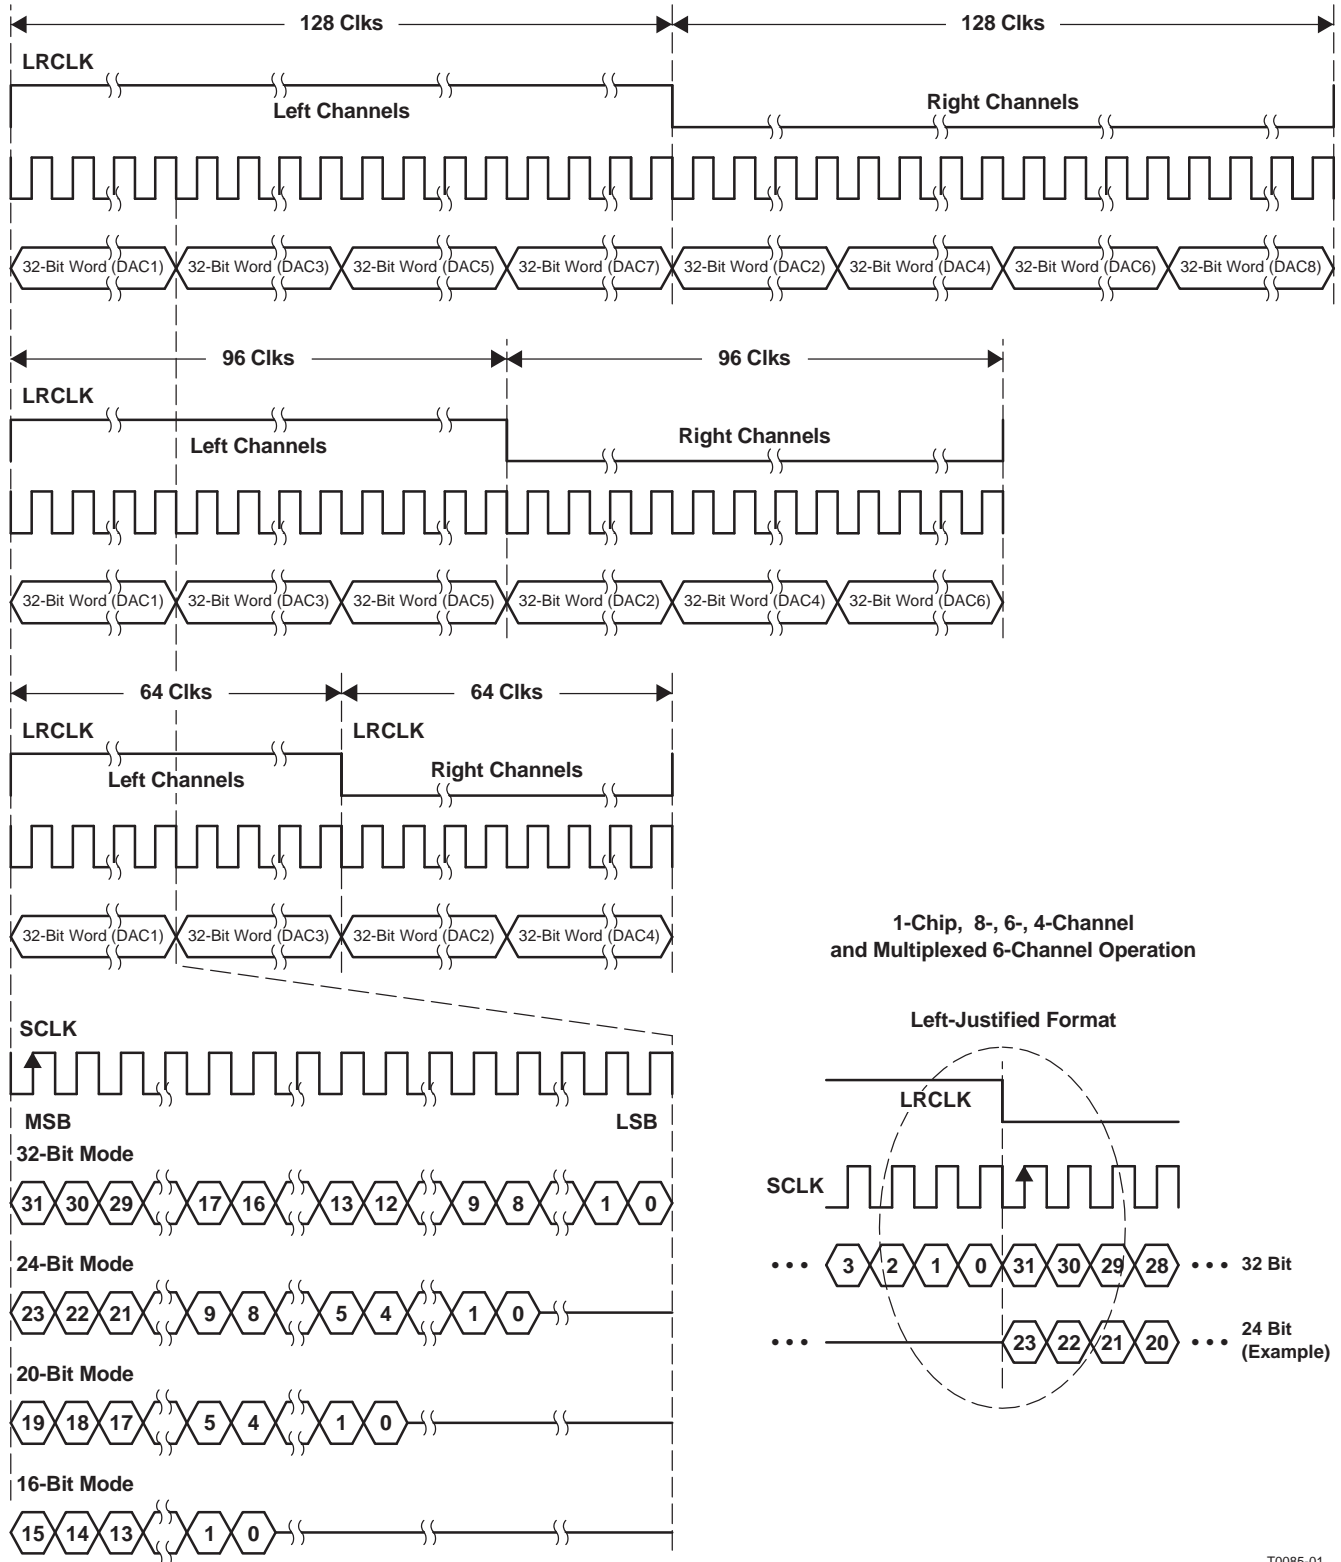 128 Clks 128 Clks
LRCLK
Left Channels Right Channels
32-Bit Word (DAC1) 32-Bit Word (DAC3) 32-Bit Word (DAC5) 32-Bit Word (DAC7) 32-Bit Word (DAC2) 32-Bit Word (DAC4) 32-Bit Word (DAC6) 32-Bit Word (DAC8)
96 Clks 96 Clks
LRCLK
Left Channels Right Channels
32-Bit Word (DAC1) 32-Bit Word (DAC3) 32-Bit Word (DAC5) 32-Bit Word (DAC2) 32-Bit Word (DAC4) 32-Bit Word (DAC6)
64 Clks 64 Clks
LRCLK LRCLK
Left Channels Right Channels
32-Bit Word (DAC1) 32-Bit Word (DAC3) 32-Bit Word (DAC2) 32-Bit Word (DAC4)
SCLK
MSB LSB
32-Bit Mode
31 30 29 17 16 13 12 9 8 1 0
24-Bit Mode
23 22 21 9 8 5 4 1 0
20-Bit Mode
19 18 17 5 4 1 0
16-Bit Mode
15 14 13 1 0
1-Chip, 8-, 6-, 4-Channel
and Multiplexed 6-Channel Operation
Left-Justified Format
LRCLK
SCLK
••• 3 2 1 0 31 30 29 28 ••• 32 Bit
••• 23 22 21 20 ••• 24 Bit
(Example)
T0085-01